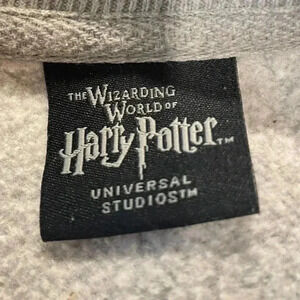 THE WIZARDING
WORLD OF
Harry Potter™
UNIVERSAL
STUDIOS™